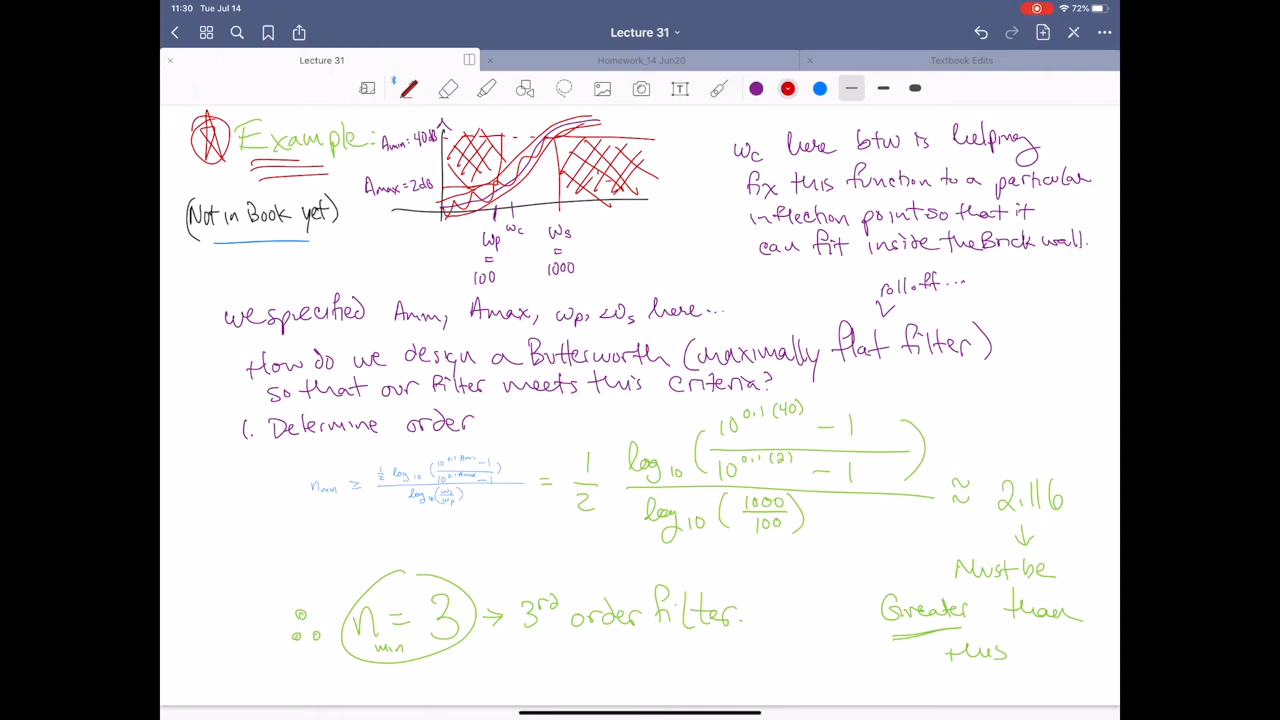 11:30 Tue Jul 14
72%
Lecture 31
Lecture 31
Homework_14 Jun20
Textbook Edits
T
Example:
(Not in Book yet)
Amin: 40dB
Amax = 2dB
ωp
=
100
ωc
ωs
=
1000
ωc here btw is helping
fix this function to a particular
inflection point so that it
can fit inside the Brick wall.
rolloff...
we specified Amin, Amax, ωp, ωs here...
How do we design a Butterworth (maximally flat filter)
so that our filter meets this criteria?
1. Determine order
nmin ≥ (1/2 log10((10^0.1Amin - 1)/(10^0.1Amax - 1)))/(log10(ωs/ωp)) = 1/2 (log10((10^0.1(40) - 1)/(10^0.1(2) - 1)))/(log10(1000/100)) ≈ 2.116
Must be
Greater than
this
∴ nmin = 3 → 3rd order filter.